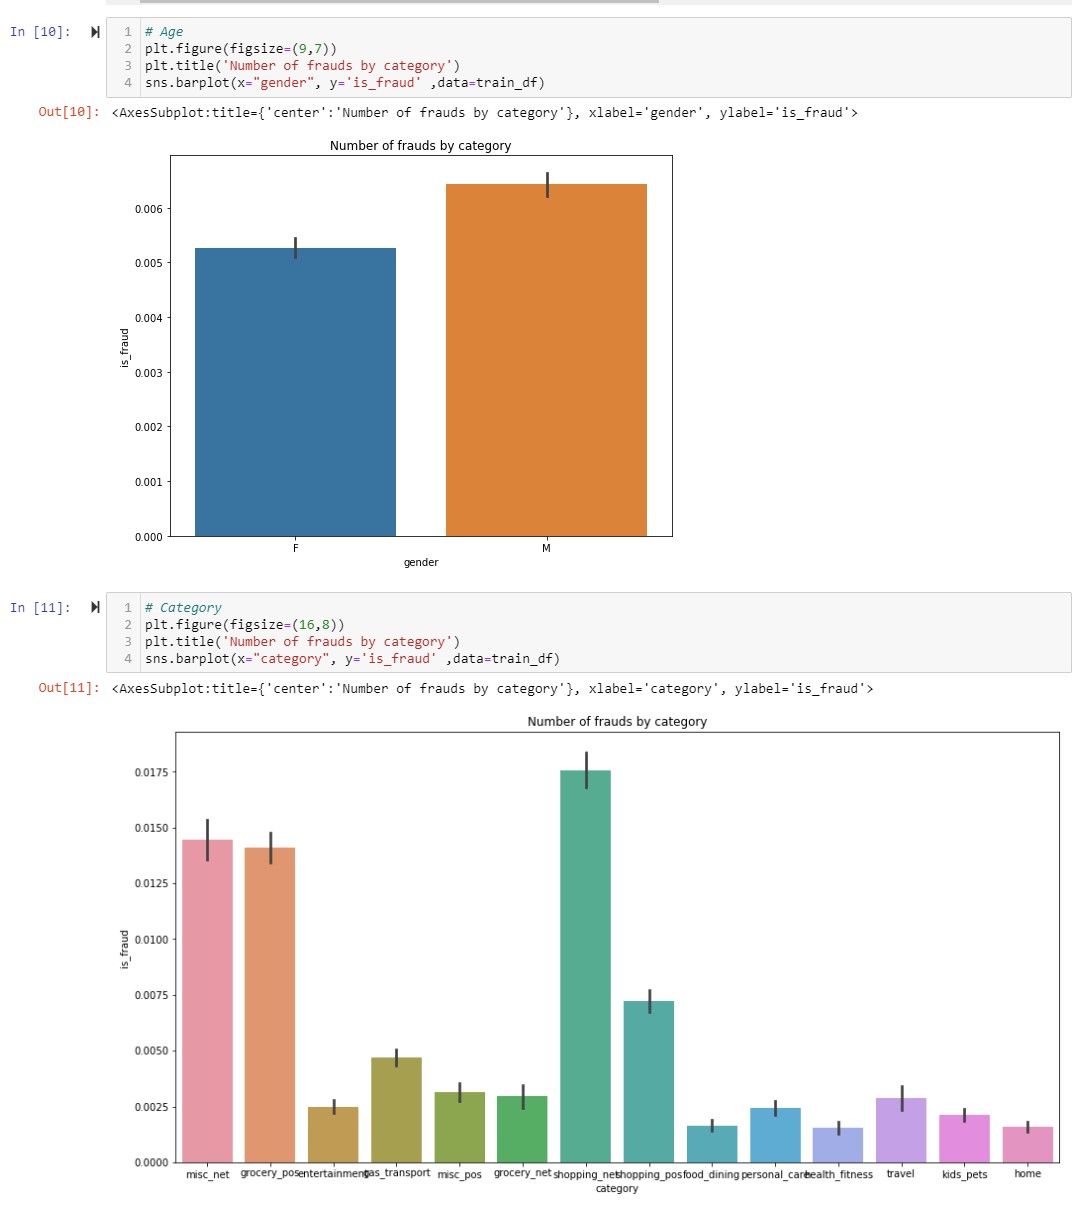 In [10]:
1 # Age
2 plt.figure(figsize=(9,7))
3 plt.title('Number of frauds by category')
4 sns.barplot(x="gender", y='is_fraud' ,data=train_df)
Out[10]: <AxesSubplot:title={'center':'Number of frauds by category'}, xlabel='gender', ylabel='is_fraud'>
Number of frauds by category
0.006
0.005
0.004
0.003
0.002
0.001
0.000
is_fraud
F M
gender
In [11]:
1 # Category
2 plt.figure(figsize=(16,8))
3 plt.title('Number of frauds by category')
4 sns.barplot(x="category", y='is_fraud' ,data=train_df)
Out[11]: <AxesSubplot:title={'center':'Number of frauds by category'}, xlabel='category', ylabel='is_fraud'>
Number of frauds by category
0.0175
0.0150
0.0125
0.0100
0.0075
0.0050
0.0025
0.0000
is_fraud
misc_net grocery_pos entertainment gas_transport misc_pos grocery_net shopping_net shopping_pos food_dining personal_care health_fitness travel kids_pets home
category